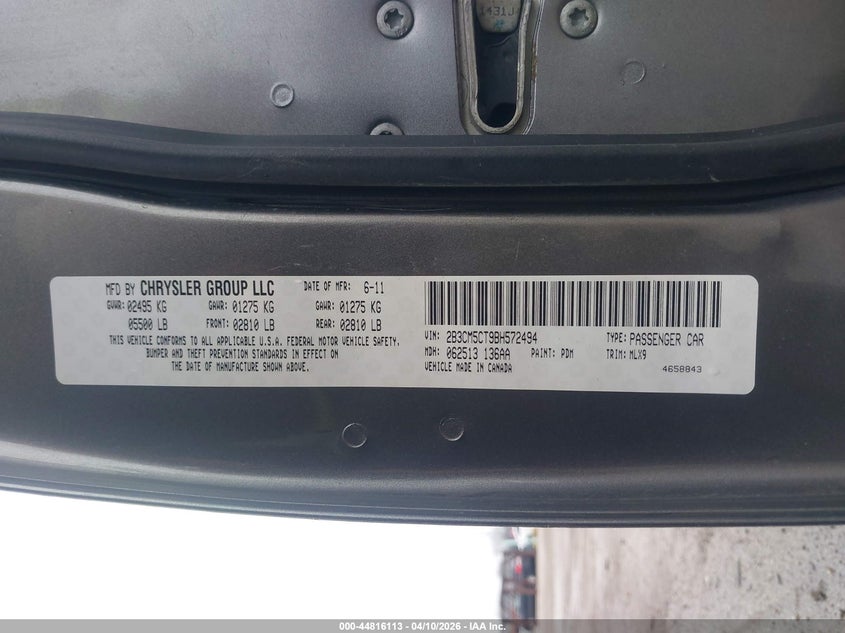 1431J
MFD BY CHRYSLER GROUP LLC DATE OF MFR: 6-11
GVWR: 02495 KG GAWR: 01275 KG GAWR: 01275 KG
05500 LB FRONT: 02810 LB REAR: 02810 LB
THIS VEHICLE CONFORMS TO ALL APPLICABLE U.S.A. FEDERAL MOTOR VEHICLE SAFETY.
BUMPER AND THEFT PREVENTION STANDARDS IN EFFECT ON
THE DATE OF MANUFACTURE SHOWN ABOVE.
VIN: 2B3CM5CT9BH572494 TYPE: PASSENGER CAR
MDH: 062513 136AA PAINT: PDM TRIM: MLX9
VEHICLE MADE IN CANADA 4658843
000-44816113 - 04/10/2026 - IAA Inc.